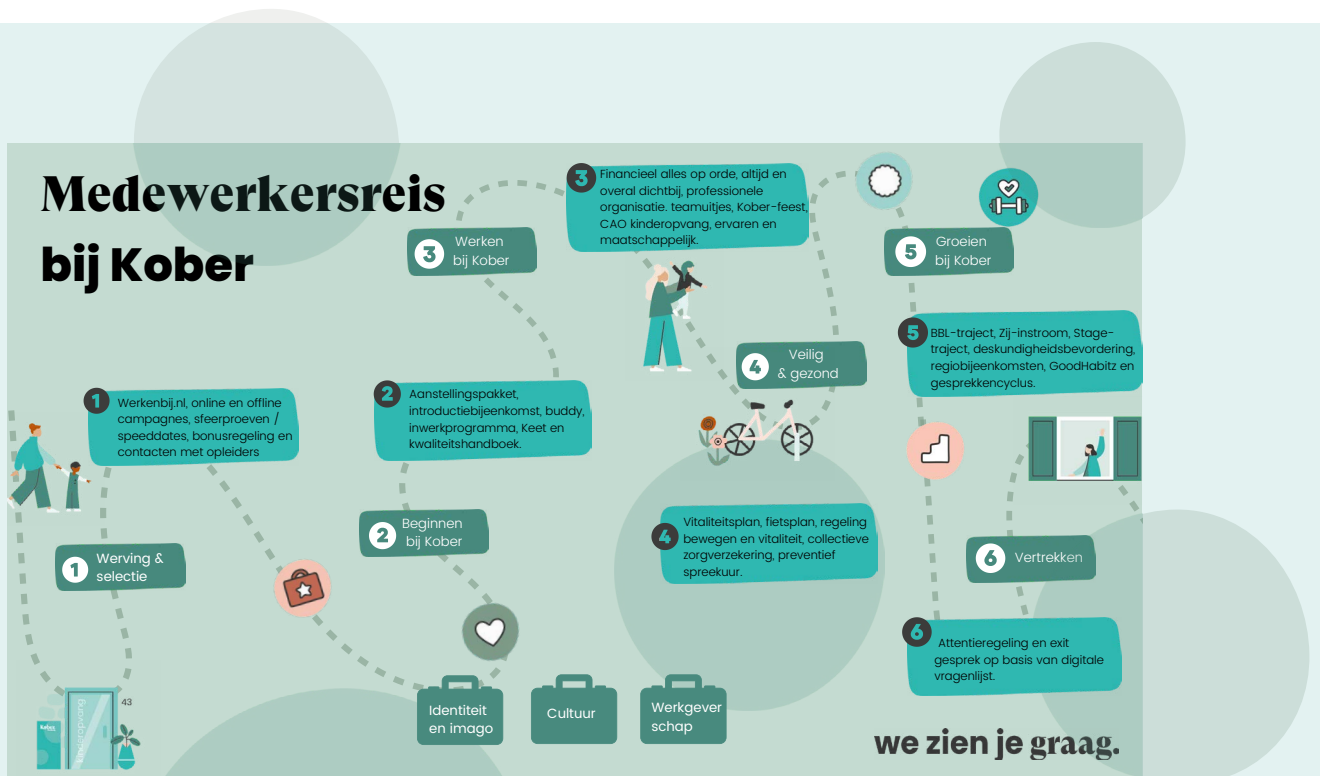 Medewerkersreis
bij Kober
1
Werkenbij.nl, online en offline
campagnes, sfeerproeven /
speeddates, bonusregeling en
contacten met opleiders
1
Werving &
selectie
43
kinderopvang
Kober
2
Aanstellingspakket,
introductiebijeenkomst, buddy,
inwerkprogramma, Keet en
kwaliteitshandboek.
2
Beginnen
bij Kober
Identiteit
en imago
Cultuur
Werkgever
schap
3
Werken
bij Kober
3
Financieel alles op orde, altijd en
overal dichtbij, professionele
organisatie. teamuitjes, Kober-feest,
CAO kinderopvang, ervaren en
maatschappelijk.
4
Veilig
& gezond
4
Vitaliteitsplan, fietsplan, regeling
bewegen en vitaliteit, collectieve
zorgverzekering, preventief
spreekuur.
5
Groeien
bij Kober
5
BBL-traject, Zij-instroom, Stage-
traject, deskundigheidsbevordering,
regiobijeenkomsten, GoodHabitz en
gesprekkencyclus.
6
Vertrekken
6
Attentieregeling en exit
gesprek op basis van digitale
vragenlijst.
we zien je graag.